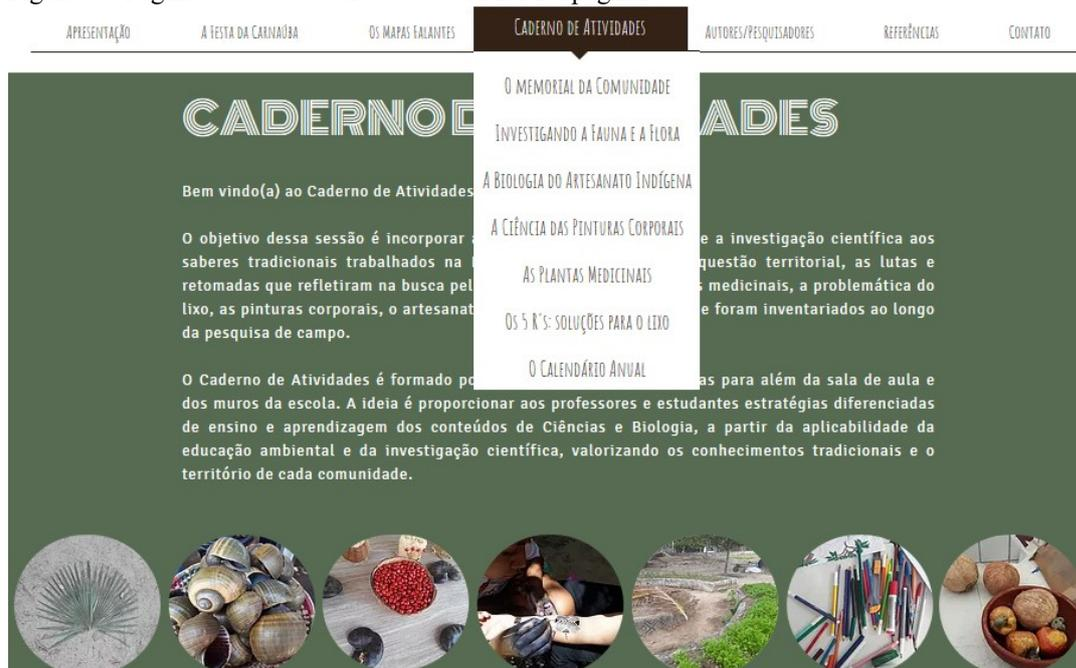 Apresentação
A Festa da Carnaúba
Os Mapas Falantes
Caderno de Atividades
Autores/Pesquisadores
Referências
Contato
O memorial da Comunidade
Investigando a Fauna e a Flora
A Biologia do Artesanato Indígena
A Ciência das Pinturas Corporais
As Plantas Medicinais
Os 5 R's: soluções para o lixo
O Calendário Anual
CADERNO D ADES
Bem vindo(a) ao Caderno de Atividades
O objetivo dessa sessão é incorporar e a investigação científica aos
saberes tradicionais trabalhados na questão territorial, as lutas e
retomadas que refletiram na busca pel medicinais, a problemática do
lixo, as pinturas corporais, o artesanat e foram inventariados ao longo
da pesquisa de campo.
O Caderno de Atividades é formado po as para além da sala de aula e
dos muros da escola. A ideia é proporcionar aos professores e estudantes estratégias diferenciadas
de ensino e aprendizagem dos conteúdos de Ciências e Biologia, a partir da aplicabilidade da
educação ambiental e da investigação científica, valorizando os conhecimentos tradicionais e o
território de cada comunidade.